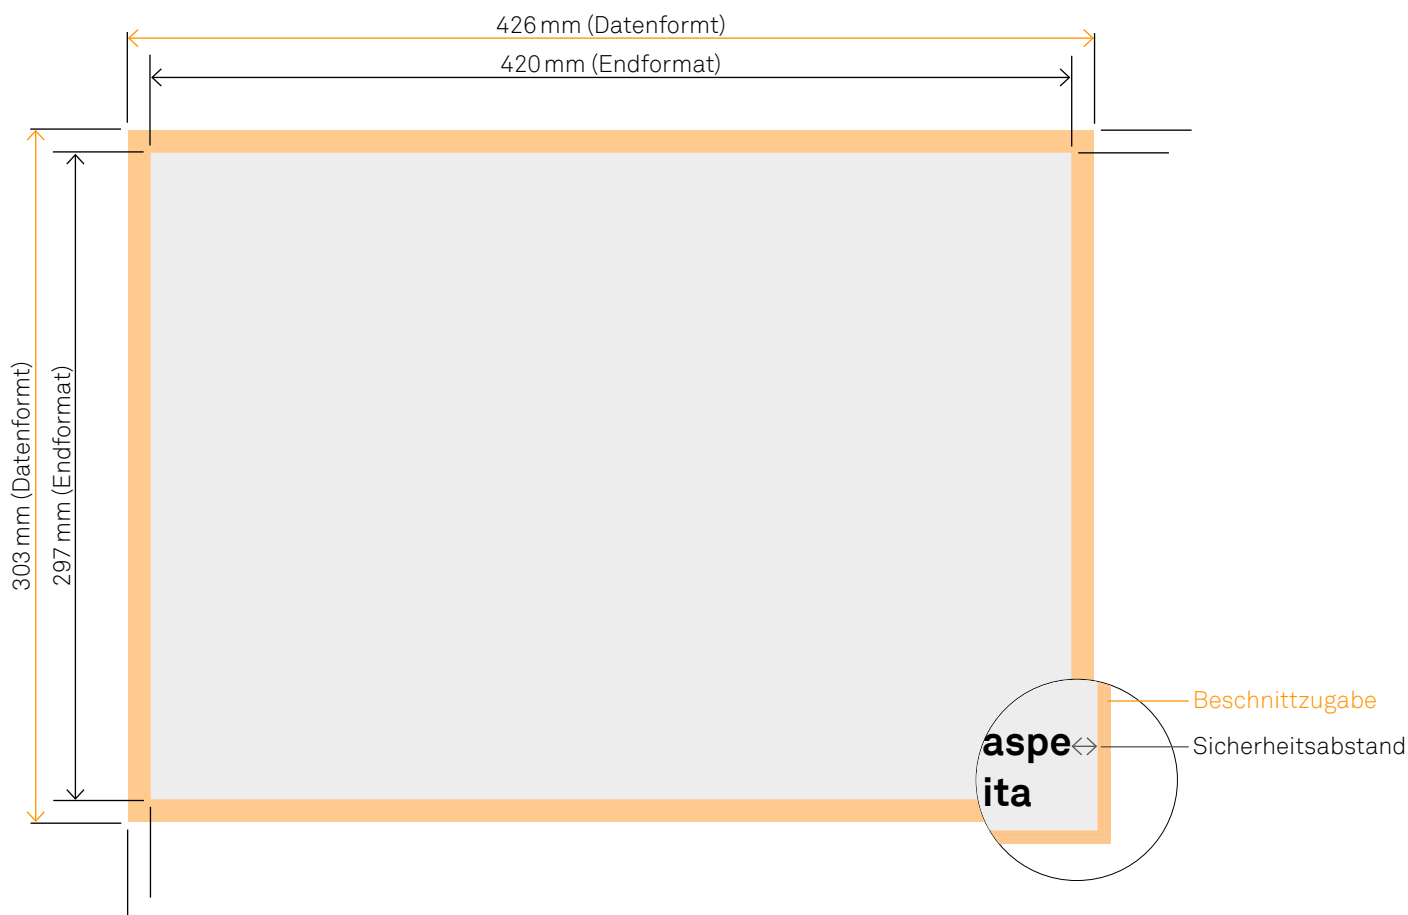 426 mm (Datenformt)
420 mm (Endformat)
303 mm (Datenformt)
297 mm (Endformat)
Beschnittzugabe
aspe
Sicherheitsabstand
ita